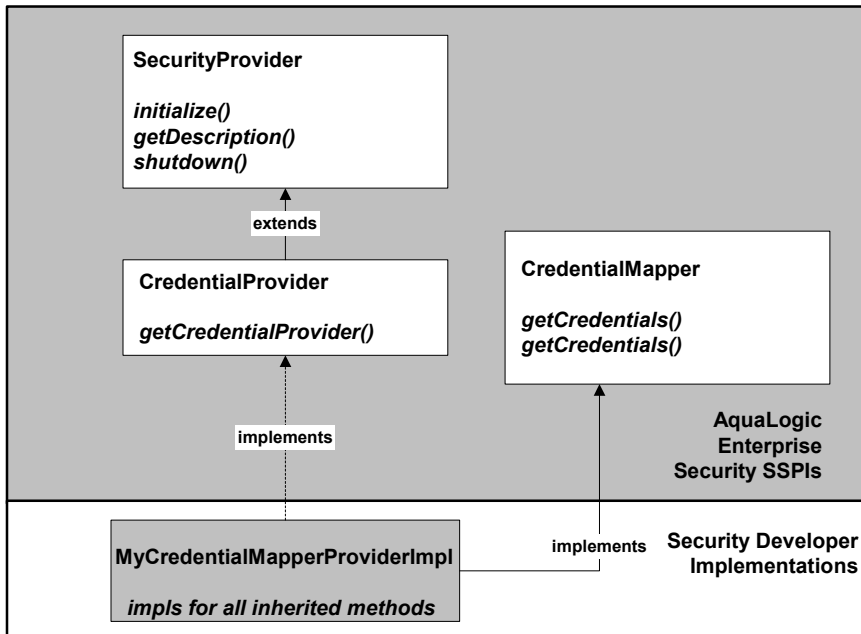 SecurityProvider
initialize()
getDescription()
shutdown()
extends
CredentialProvider
getCredentialProvider()
CredentialMapper
getCredentials()
getCredentials()
implements
AquaLogic
Enterprise
Security SSPIs
MyCredentialMapperProviderImpl
impls for all inherited methods
implements
Security Developer
Implementations